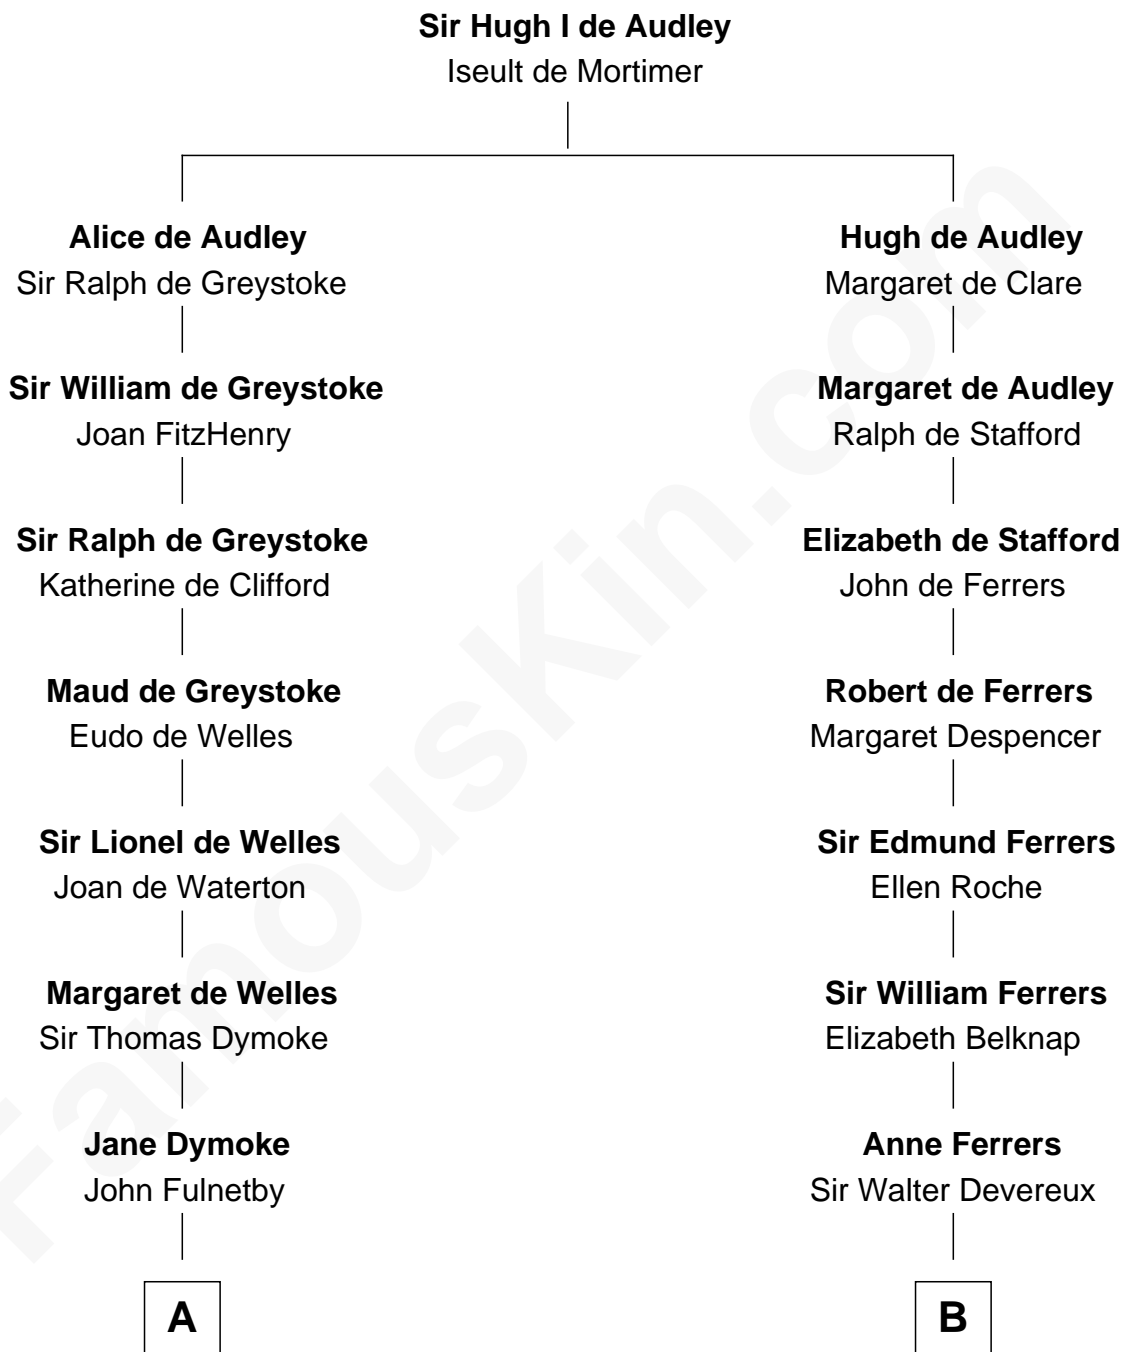 Sir Hugh I de Audley
Iseult de Mortimer
Alice de Audley
Sir Ralph de Greystoke
Hugh de Audley
Margaret de Clare
Sir William de Greystoke
Joan FitzHenry
Margaret de Audley
Ralph de Stafford
Sir Ralph de Greystoke
Katherine de Clifford
Elizabeth de Stafford
John de Ferrers
Maud de Greystoke
Eudo de Welles
Robert de Ferrers
Margaret Despencer
Sir Lionel de Welles
Joan de Waterton
Sir Edmund Ferrers
Ellen Roche
Margaret de Welles
Sir Thomas Dymoke
Sir William Ferrers
Elizabeth Belknap
Jane Dymoke
John Fulnetby
Anne Ferrers
Sir Walter Devereux
A
B
FamousKin.com